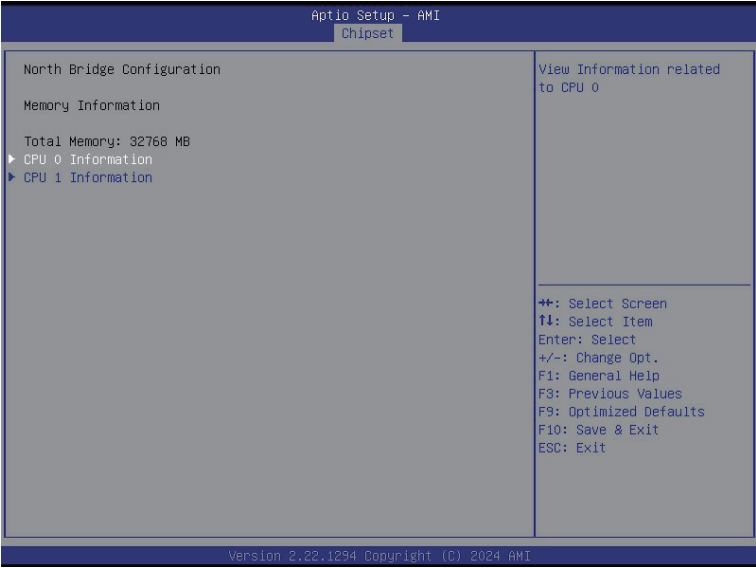 Aptio Setup – AMI
Chipset
North Bridge Configuration
Memory Information
Total Memory: 32768 MB
▶ CPU 0 Information
▶ CPU 1 Information
View Information related
to CPU 0
→←: Select Screen
↑↓: Select Item
Enter: Select
+/-: Change Opt.
F1: General Help
F3: Previous Values
F9: Optimized Defaults
F10: Save & Exit
ESC: Exit
Version 2.22.1294 Copyright (C) 2024 AMI